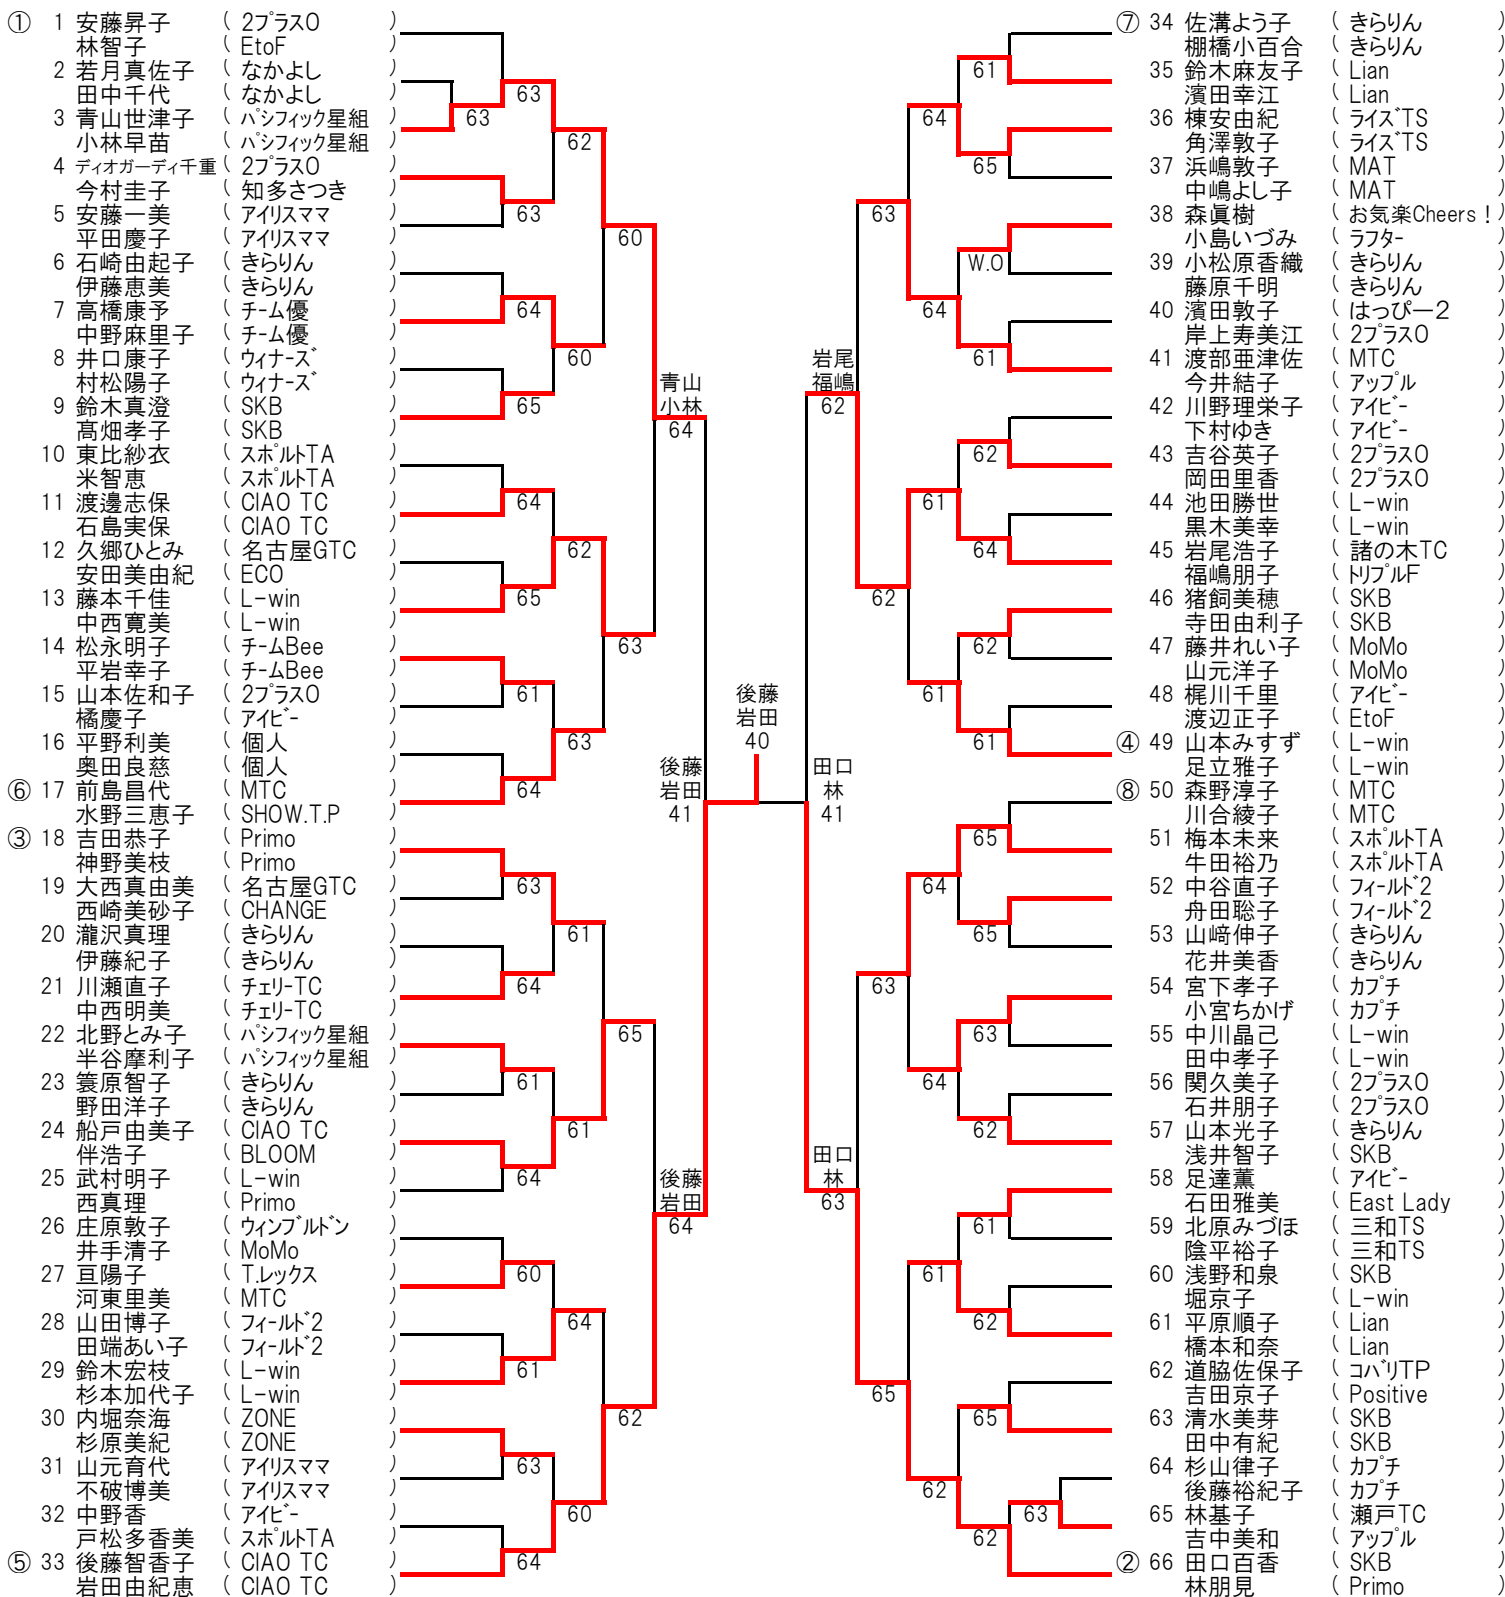 ① 1 安藤昇子 ( 2プラスO )
林智子 ( EtoF )
2 若月真佐子 ( なかよし )
田中千代 ( なかよし )
3 青山世津子 ( パシフィック星組 )
小林早苗 ( パシフィック星組 )
4 ディオガーディ千重 ( 2プラスO )
今村圭子 ( 知多さつき )
5 安藤一美 ( アイリスママ )
平田慶子 ( アイリスママ )
6 石崎由起子 ( きらりん )
伊藤恵美 ( きらりん )
7 高橋康予 ( チーム優 )
中野麻里子 ( チーム優 )
8 井口康子 ( ウィナーズ )
村松陽子 ( ウィナーズ )
9 鈴木真澄 ( SKB )
髙畑孝子 ( SKB )
10 東比紗衣 ( スポルトTA )
米智恵 ( スポルトTA )
11 渡邊志保 ( CIAO TC )
石島実保 ( CIAO TC )
12 久郷ひとみ ( 名古屋GTC )
安田美由紀 ( ECO )
13 藤本千佳 ( L-win )
中西寛美 ( L-win )
14 松永明子 ( チームBee )
平岩幸子 ( チームBee )
15 山本佐和子 ( 2プラスO )
橘慶子 ( アイビー )
16 平野利美 ( 個人 )
奥田良慈 ( 個人 )
⑥ 17 前島昌代 ( MTC )
水野三恵子 ( SHOW.T.P )
③ 18 吉田恭子 ( Primo )
神野美枝 ( Primo )
19 大西真由美 ( 名古屋GTC )
西崎美砂子 ( CHANGE )
20 瀧沢真理 ( きらりん )
伊藤紀子 ( きらりん )
21 川瀬直子 ( チェリーTC )
中西明美 ( チェリーTC )
22 北野とみ子 ( パシフィック星組 )
半谷摩利子 ( パシフィック星組 )
23 簑原智子 ( きらりん )
野田洋子 ( きらりん )
24 船戸由美子 ( CIAO TC )
伴浩子 ( BLOOM )
25 武村明子 ( L-win )
西真理 ( Primo )
26 庄原敦子 ( ウィンブルドン )
井手清子 ( MoMo )
27 亘陽子 ( T.レックス )
河東里美 ( MTC )
28 山田博子 ( フィールド2 )
田端あい子 ( フィールド2 )
29 鈴木宏枝 ( L-win )
杉本加代子 ( L-win )
30 内堀奈海 ( ZONE )
杉原美紀 ( ZONE )
31 山元育代 ( アイリスママ )
不破博美 ( アイリスママ )
32 中野香 ( アイビー )
戸松多香美 ( スポルトTA )
⑤ 33 後藤智香子 ( CIAO TC )
岩田由紀恵 ( CIAO TC )
63
63
63
64
65
64
65
61
64
63
64
61
64
60
61
63
64
62
60
62
63
61
61
64
60
60
63
65
62
青山
小林
64
後藤
岩田
64
後藤
岩田
41
後藤
岩田
40
田口
林
41
岩尾
福嶋
62
田口
林
63
63
62
63
65
64
64
61
61
64
64
61
62
61
65
W.O
61
62
64
62
61
65
65
63
62
61
62
65
62
63
⑦ 34 佐溝よう子 ( きらりん )
棚橋小百合 ( きらりん )
35 鈴木麻友子 ( Lian )
濱田幸江 ( Lian )
36 棟安由紀 ( ライズTS )
角澤敦子 ( ライズTS )
37 浜嶋敦子 ( MAT )
中嶋よし子 ( MAT )
38 森眞樹 ( お気楽Cheers！ )
小島いづみ ( ラフター )
39 小松原香織 ( きらりん )
藤原千明 ( きらりん )
40 濱田敦子 ( はっぴー2 )
岸上寿美江 ( 2プラスO )
41 渡部亜津佐 ( MTC )
今井結子 ( アップル )
42 川野理栄子 ( アイビー )
下村ゆき ( アイビー )
43 吉谷英子 ( 2プラスO )
岡田里香 ( 2プラスO )
44 池田勝世 ( L-win )
黒木美幸 ( L-win )
45 岩尾浩子 ( 諸の木TC )
福嶋朋子 ( トリプルF )
46 猪飼美穂 ( SKB )
寺田由利子 ( SKB )
47 藤井れい子 ( MoMo )
山元洋子 ( MoMo )
48 梶川千里 ( アイビー )
渡辺正子 ( EtoF )
④ 49 山本みすず ( L-win )
足立雅子 ( L-win )
⑧ 50 森野淳子 ( MTC )
川合綾子 ( MTC )
51 梅本未来 ( スポルトTA )
牛田裕乃 ( スポルトTA )
52 中谷直子 ( フィールド2 )
舟田聡子 ( フィールド2 )
53 山﨑伸子 ( きらりん )
花井美香 ( きらりん )
54 宮下孝子 ( カプチ )
小宮ちかげ ( カプチ )
55 中川晶己 ( L-win )
田中孝子 ( L-win )
56 関久美子 ( 2プラスO )
石井朋子 ( 2プラスO )
57 山本光子 ( きらりん )
浅井智子 ( SKB )
58 足達薫 ( アイビー )
石田雅美 ( East Lady )
59 北原みづほ ( 三和TS )
陰平裕子 ( 三和TS )
60 浅野和泉 ( SKB )
堀京子 ( L-win )
61 平原順子 ( Lian )
橋本和奈 ( Lian )
62 道脇佐保子 ( コパリTP )
吉田京子 ( Positive )
63 清水美芽 ( SKB )
田中有紀 ( SKB )
64 杉山律子 ( カプチ )
後藤裕紀子 ( カプチ )
65 林基子 ( 瀬戸TC )
吉中美和 ( アップル )
② 66 田口百香 ( SKB )
林朋見 ( Primo )